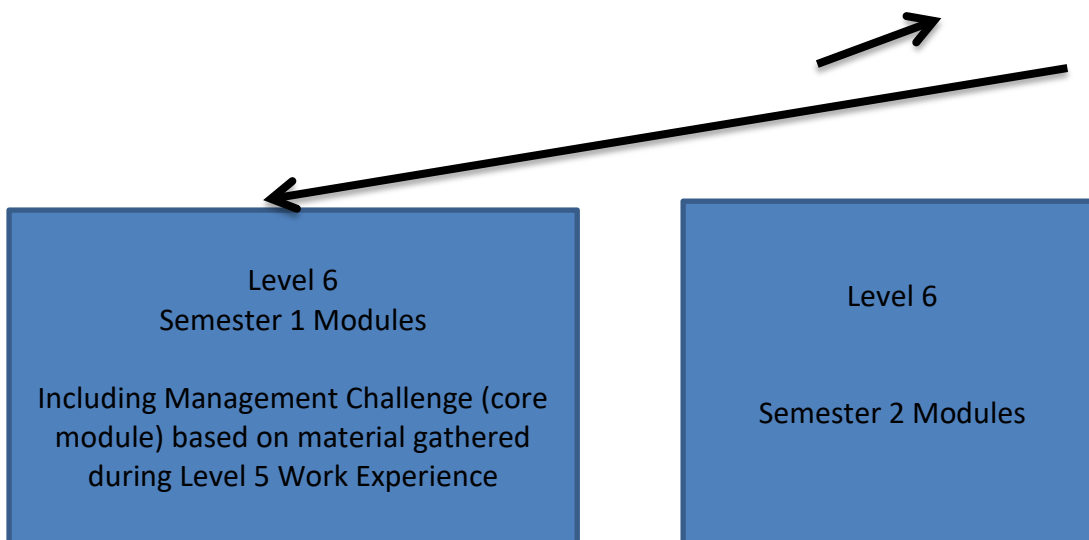 Level 6
Semester 1 Modules
Including Management Challenge (core
module) based on material gathered
during Level 5 Work Experience
Level 6
Semester 2 Modules